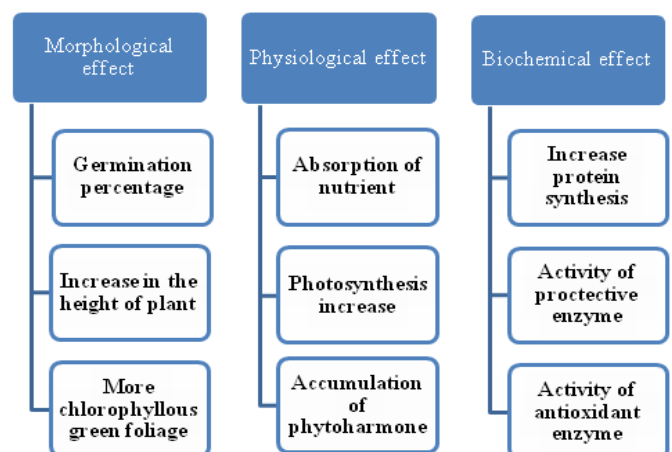 Morphological
effect
Germination
percentage
Increase in the
height of plant
More
chlorophyllous
green foliage
Physiological effect
Absorption of
nutrient
Photosynthesis
increase
Accumulation
of
phytoharmone
Biochemical effect
Increase
protein
synthesis
Activity of
proctective
enzyme
Activity of
antioxidant
enzyme